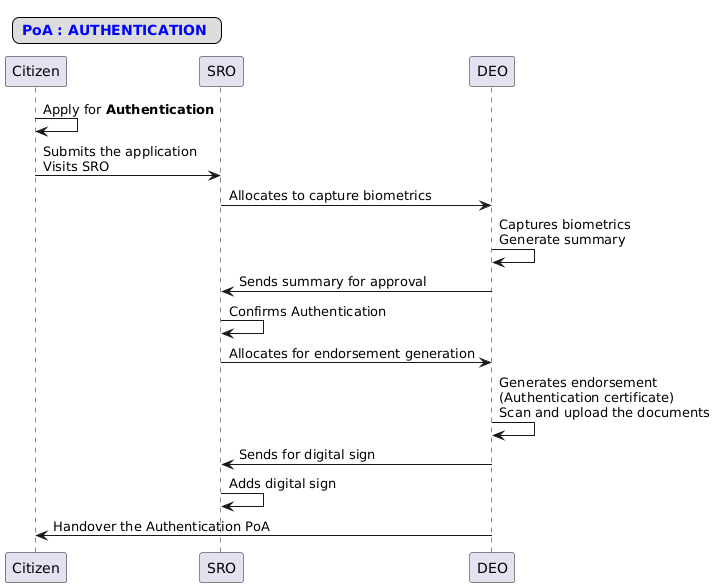 PoA : AUTHENTICATION
Citizen
SRO
DEO
Apply for Authentication
Submits the application
Visits SRO
Allocates to capture biometrics
Captures biometrics
Generate summary
Sends summary for approval
Confirms Authentication
Allocates for endorsement generation
Generates endorsement
(Authentication certificate)
Scan and upload the documents
Sends for digital sign
Adds digital sign
Handover the Authentication PoA
Citizen
SRO
DEO